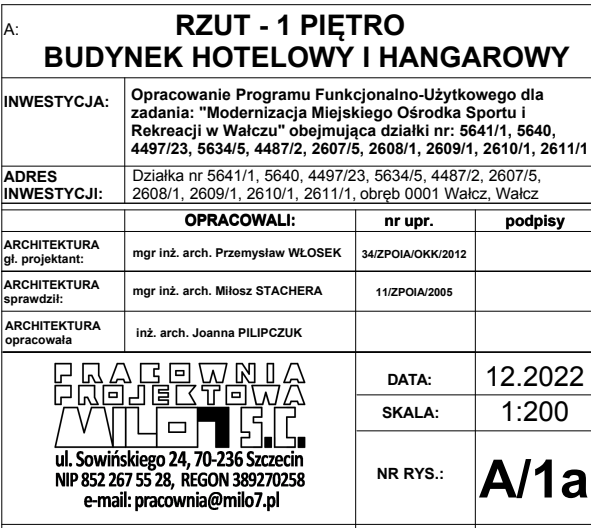 A:
RZUT - 1 PIĘTRO
BUDYNEK HOTELOWY I HANGAROWY
INWESTYCJA:
Opracowanie Programu Funkcjonalno-Użytkowego dla
zadania: "Modernizacja Miejskiego Ośrodka Sportu i
Rekreacji w Wałczu" obejmująca działki nr: 5641/1, 5640,
4497/23, 5634/5, 4487/2, 2607/5, 2608/1, 2609/1, 2610/1, 2611/1
ADRES
INWESTYCJI:
Działka nr 5641/1, 5640, 4497/23, 5634/5, 4487/2, 2607/5,
2608/1, 2609/1, 2610/1, 2611/1, obręb 0001 Wałcz, Wałcz
OPRACOWALI: nr upr. podpisy
ARCHITEKTURA
gł. projektant:
mgr inż. arch. Przemysław WŁOSEK 34/ZPOIA/OKK/2012
ARCHITEKTURA
sprawdził:
mgr inż. arch. Miłosz STACHERA 11/ZPOIA/2005
ARCHITEKTURA
opracowała
inż. arch. Joanna PILIPCZUK
PRACOWNIA
PROJEKTOWA
MILO7 S.C.
ul. Sowińskiego 24, 70-236 Szczecin
NIP 852 267 55 28, REGON 389270258
e-mail: pracownia@milo7.pl
DATA: 12.2022
SKALA: 1:200
NR RYS.: A/1a